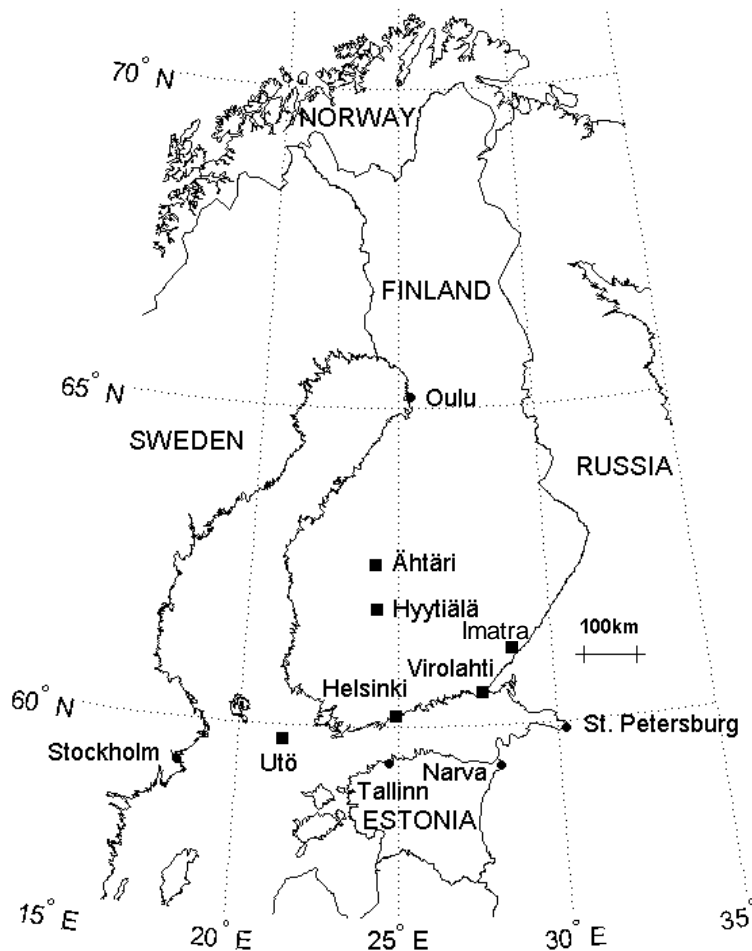 70° N
NORWAY
FINLAND
65° N
Oulu
SWEDEN
RUSSIA
Ähtäri
Hyytiälä
Imatra
100km
Virolahti
Helsinki
60° N
St. Petersburg
Stockholm
Utö
Narva
Tallinn
ESTONIA
15° E
20° E
25° E
30° E
35°